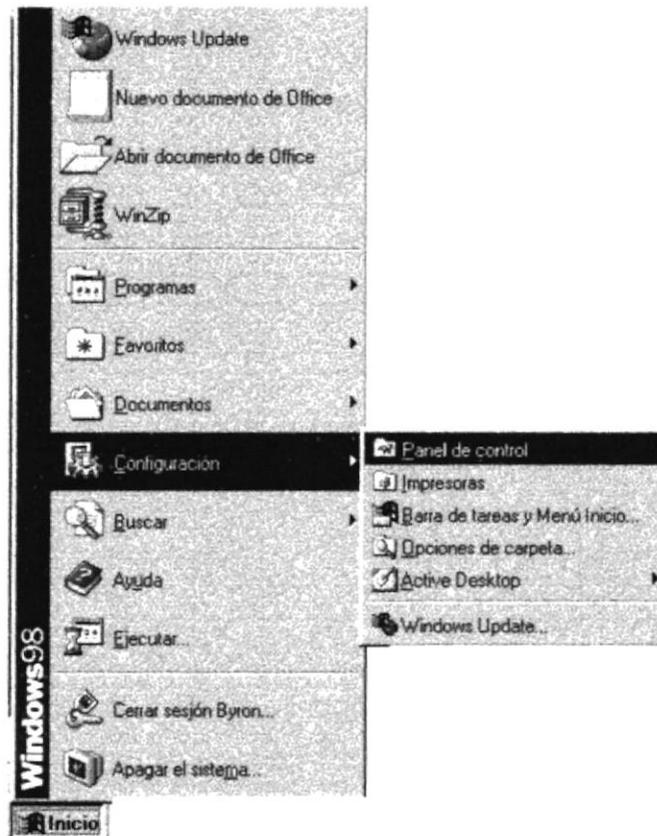 Windows Update
Nuevo documento de Office
Abrir documento de Office
WinZip
Programas
Favoritos
Documentos
Configuración
Buscar
Ayuda
Ejecutar...
Cerrar sesión Byron...
Apagar el sistema...
Panel de control
Impresoras
Barra de tareas y Menú Inicio...
Opciones de carpeta...
Active Desktop
Windows Update...
Windows98
Inicio